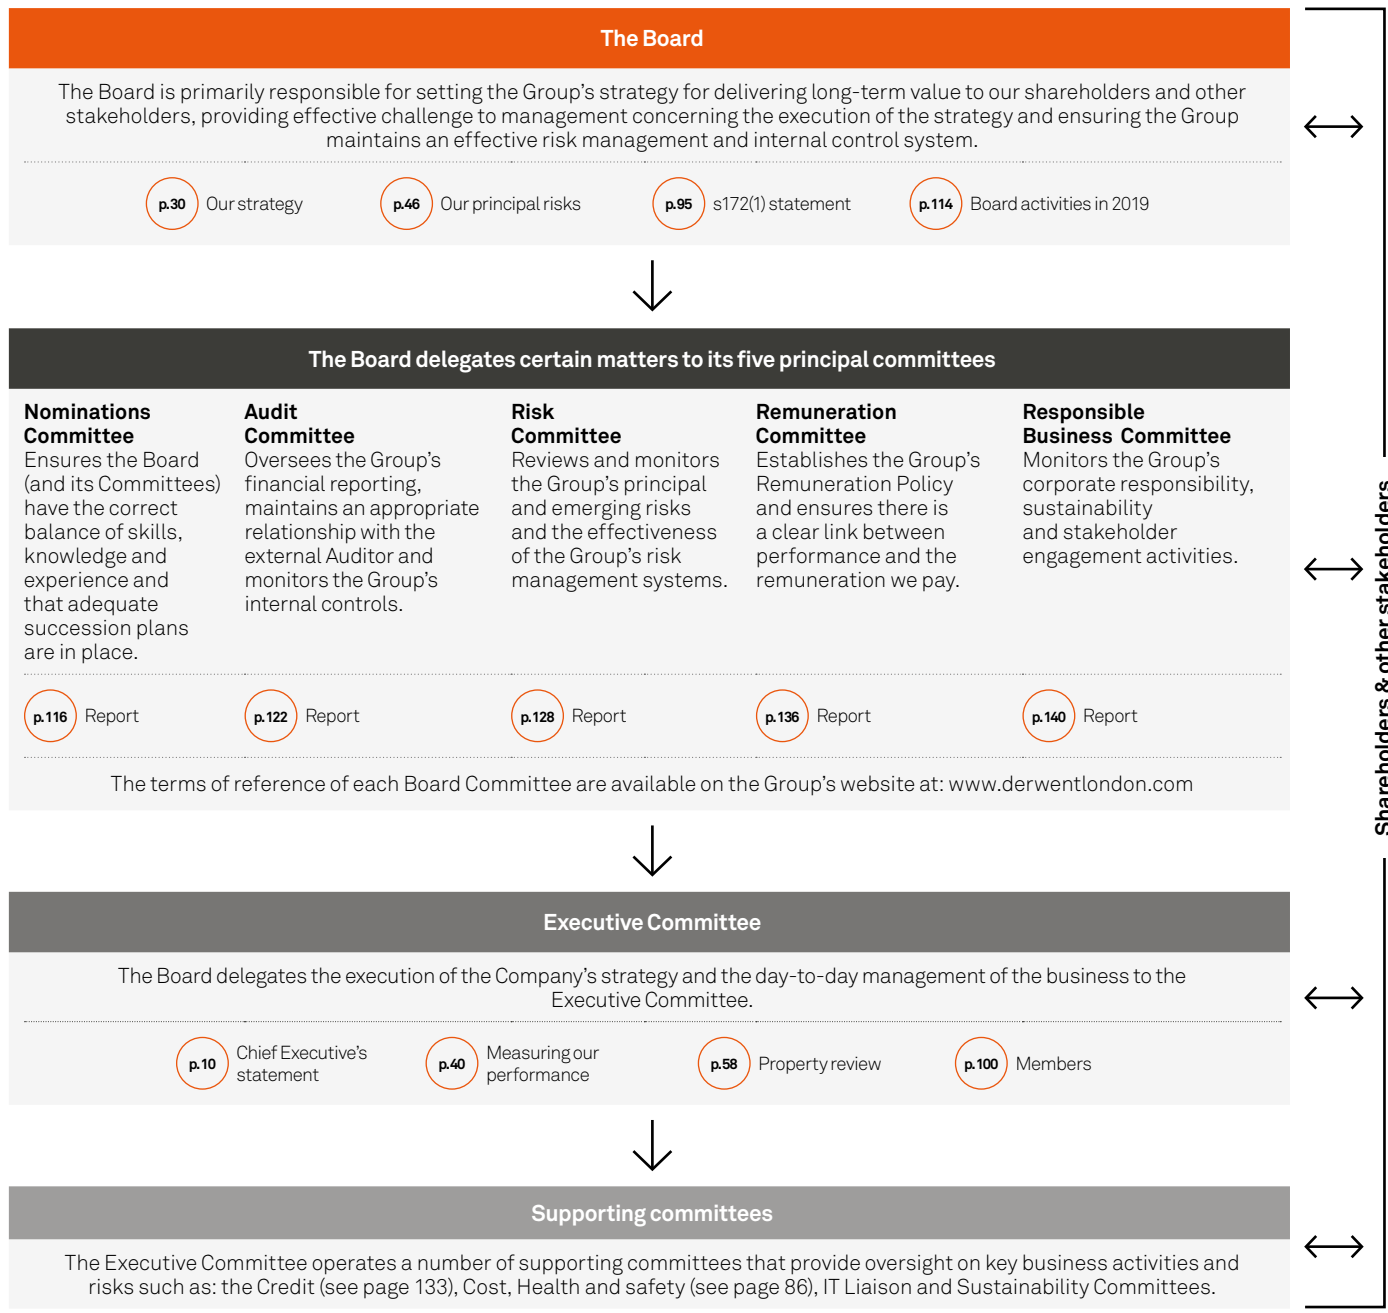 The Board
The Board is primarily responsible for setting the Group's strategy for delivering long-term value to our shareholders and other
stakeholders, providing effective challenge to management concerning the execution of the strategy and ensuring the Group
maintains an effective risk management and internal control system.
p.30 Our strategy
p.46 Our principal risks
p.95 s172(1) statement
p.114 Board activities in 2019
The Board delegates certain matters to its five principal committees
Nominations
Committee
Ensures the Board
(and its Committees)
have the correct
balance of skills,
knowledge and
experience and
that adequate
succession plans
are in place.
p.116 Report
Audit
Committee
Oversees the Group's
financial reporting,
maintains an appropriate
relationship with the
external Auditor and
monitors the Group's
internal controls.
p.122 Report
Risk
Committee
Reviews and monitors
the Group's principal
and emerging risks
and the effectiveness
of the Group's risk
management systems.
p.128 Report
Remuneration
Committee
Establishes the Group's
Remuneration Policy
and ensures there is
a clear link between
performance and the
remuneration we pay.
p.136 Report
Responsible
Business Committee
Monitors the Group's
corporate responsibility,
sustainability
and stakeholder
engagement activities.
p.140 Report
The terms of reference of each Board Committee are available on the Group's website at: www.derwentlondon.com
Executive Committee
The Board delegates the execution of the Company's strategy and the day-to-day management of the business to the
Executive Committee.
p.10 Chief Executive's
statement
p.40 Measuring our
performance
p.58 Property review
p.100 Members
Supporting committees
The Executive Committee operates a number of supporting committees that provide oversight on key business activities and
risks such as: the Credit (see page 133), Cost, Health and safety (see page 86), IT Liaison and Sustainability Committees.
Shareholders & other stakeholders